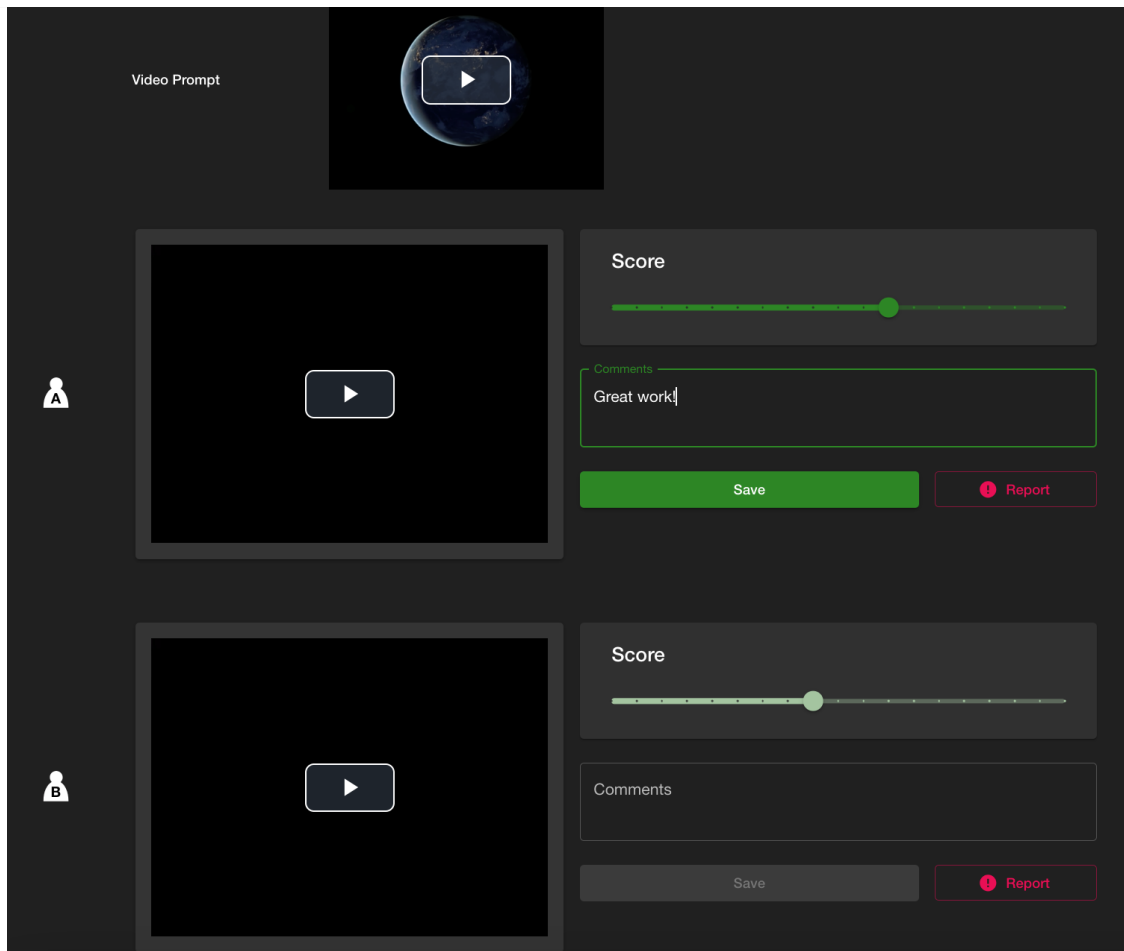 Video Prompt
Score
A
Comments
Great work!
Save
Report
Score
B
Comments
Save
Report